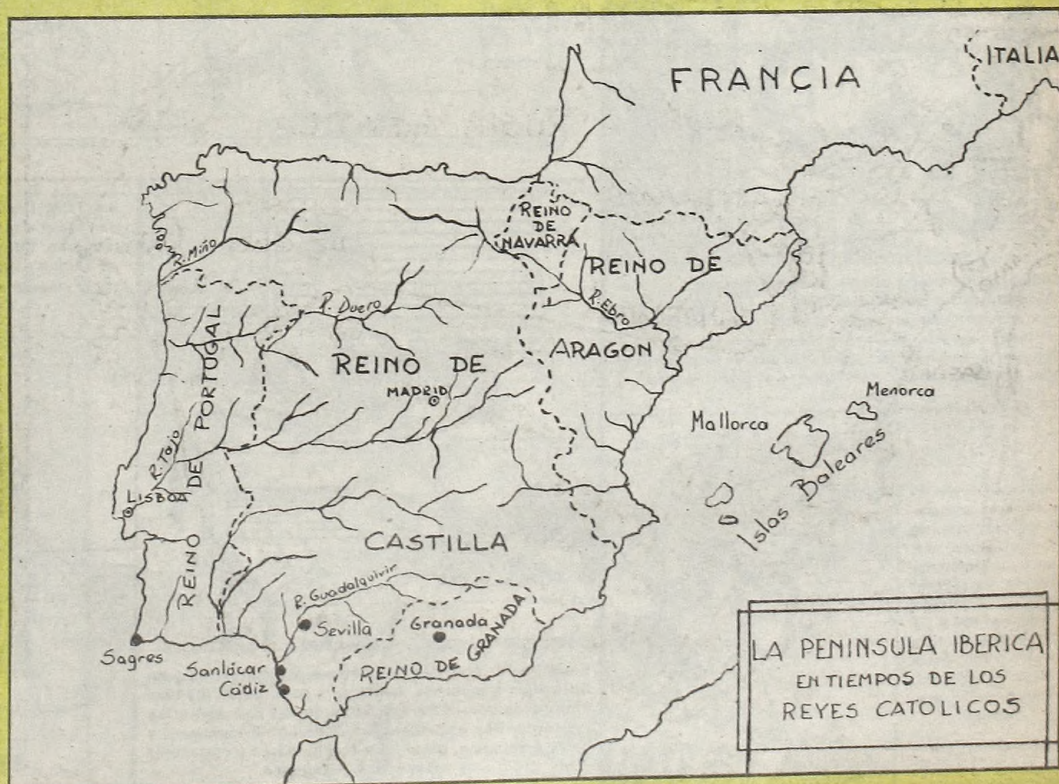 FRANCIA
ITALIA
REINO
DE
NAVARRA
REINO DE
ARAGON
R. Ebro
R. Miño
R. Duero
REINO DE
MADRID
CASTILLA
REINO DE PORTUGAL
R. Tajo
LISBOA
Menorca
Mallorca
Islas Baleares
R. Guadalquivir
Sevilla
Granada
REINO DE GRANADA
Sagres
Sanlócar
Cádiz
LA PENINSULA IBERICA
EN TIEMPOS DE LOS
REYES CATOLICOS